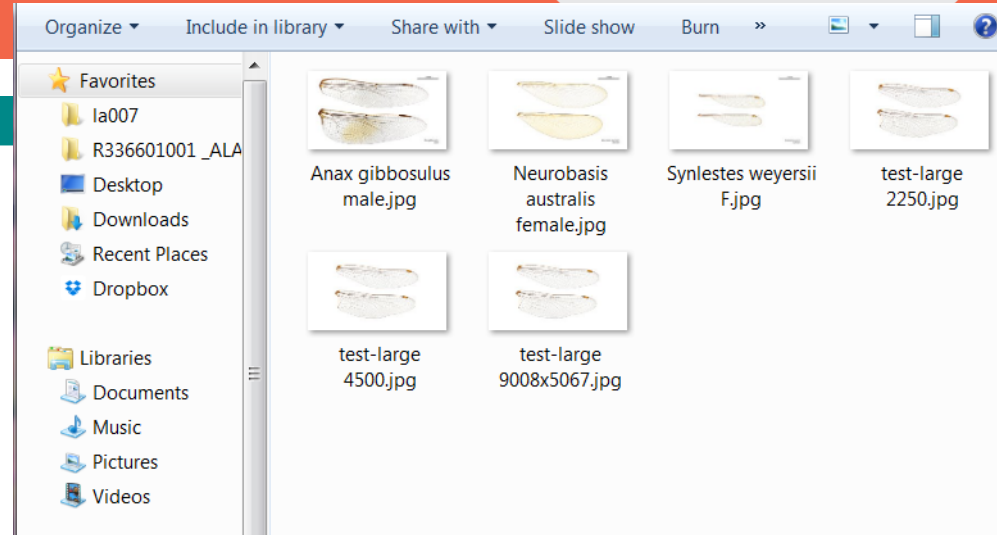 Organize Include in library Share with Slide show Burn »
Favorites
la007
R336601001 _ALA
Desktop
Downloads
Recent Places
Dropbox
Libraries
Documents
Music
Pictures
Videos
Anax gibbosulus
male.jpg
Neurobasis
australis
female.jpg
Synlestes weyersii
F.jpg
test-large
2250.jpg
test-large
4500.jpg
test-large
9008x5067.jpg